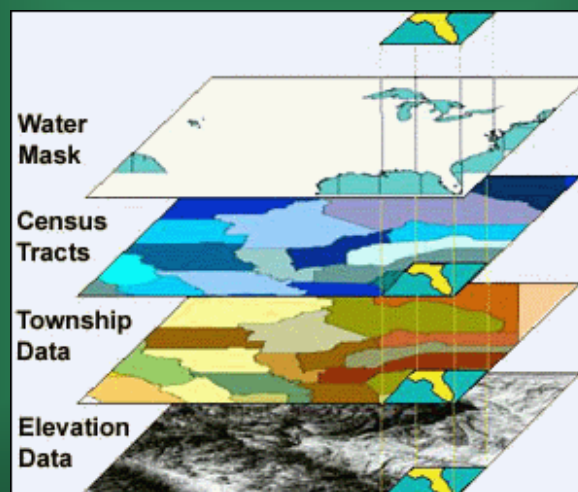 Water
Mask
Census
Tracts
Township
Data
Elevation
Data